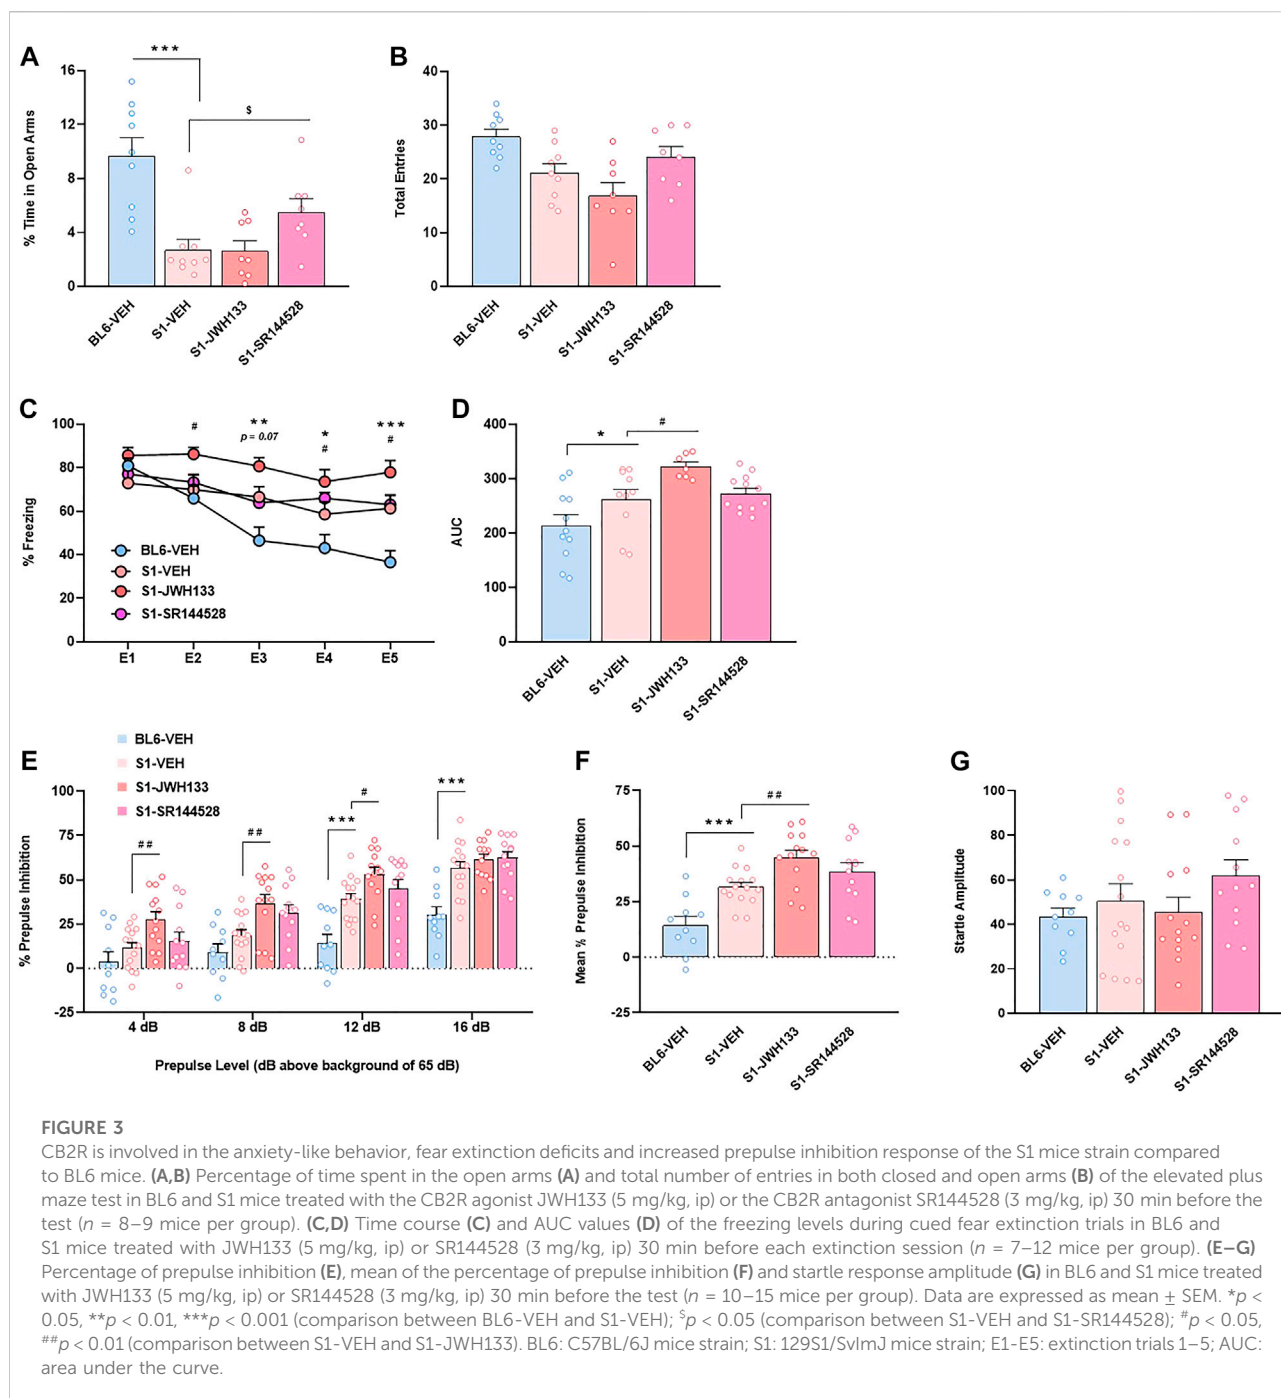 A
***
$
% Time in Open Arms
16
12
8
4
0
BL6-VEH
S1-VEH
S1-JWH133
S1-SR144528
B
Total Entries
40
30
20
10
0
BL6-VEH
S1-VEH
S1-JWH133
S1-SR144528
C
% Freezing
100
80
60
40
20
0
#
**
p = 0.07
*
#
***
#
BL6-VEH
S1-VEH
S1-JWH133
S1-SR144528
E1 E2 E3 E4 E5
D
AUC
400
300
200
100
0
*
#
BL6-VEH
S1-VEH
S1-JWH133
S1-SR144528
E
BL6-VEH
S1-VEH
S1-JWH133
S1-SR144528
% Prepulse Inhibition
100
75
50
25
0
-25
##
##
***
#
***
4 dB 8 dB 12 dB 16 dB
Prepulse Level (dB above background of 65 dB)
F
Mean % Prepulse Inhibition
75
50
25
0
-25
***
##
BL6-VEH
S1-VEH
S1-JWH133
S1-SR144528
G
Startle Amplitude
100
80
60
40
20
0
BL6-VEH
S1-VEH
S1-JWH133
S1-SR144528
FIGURE 3
CB2R is involved in the anxiety-like behavior, fear extinction deficits and increased prepulse inhibition response of the S1 mice strain compared
to BL6 mice. (A,B) Percentage of time spent in the open arms (A) and total number of entries in both closed and open arms (B) of the elevated plus
maze test in BL6 and S1 mice treated with the CB2R agonist JWH133 (5 mg/kg, ip) or the CB2R antagonist SR144528 (3 mg/kg, ip) 30 min before the
test (n = 8–9 mice per group). (C,D) Time course (C) and AUC values (D) of the freezing levels during cued fear extinction trials in BL6 and
S1 mice treated with JWH133 (5 mg/kg, ip) or SR144528 (3 mg/kg, ip) 30 min before each extinction session (n = 7–12 mice per group). (E–G)
Percentage of prepulse inhibition (E), mean of the percentage of prepulse inhibition (F) and startle response amplitude (G) in BL6 and S1 mice treated
with JWH133 (5 mg/kg, ip) or SR144528 (3 mg/kg, ip) 30 min before the test (n = 10–15 mice per group). Data are expressed as mean ± SEM. *p <
0.05, **p < 0.01, ***p < 0.001 (comparison between BL6-VEH and S1-VEH); $p < 0.05 (comparison between S1-VEH and S1-SR144528); #p < 0.05,
##p < 0.01 (comparison between S1-VEH and S1-JWH133). BL6: C57BL/6J mice strain; S1: 129S1/SvImJ mice strain; E1-E5: extinction trials 1–5; AUC:
area under the curve.